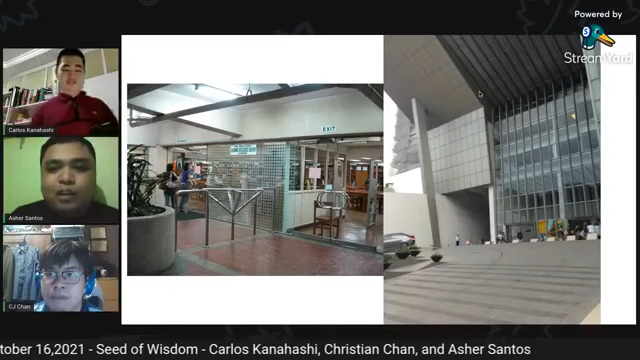 Powered by
StreamYard
Carlos Kanahashi
EXIT
Asher Santos
CJ Chan
tober 16,2021 - Seed of Wisdom - Carlos Kanahashi, Christian Chan, and Asher Santos